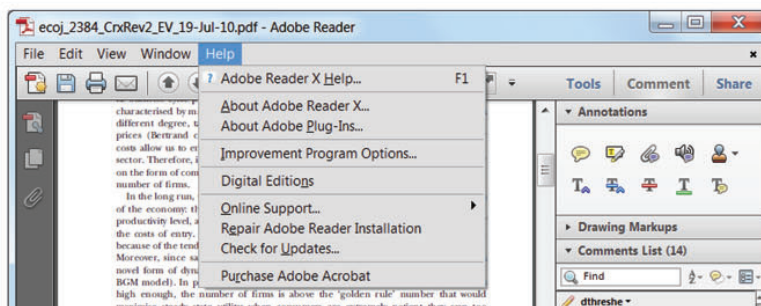 ecoj_2384_CrxRev2_EV_19-Jul-10.pdf - Adobe Reader
File Edit View Window Help
Tools Comment Share
Adobe Reader X Help... F1
About Adobe Reader X...
About Adobe Plug-Ins...
Improvement Program Options...
Digital Editions
Online Support...
Repair Adobe Reader Installation
Check for Updates...
Purchase Adobe Acrobat
characterised by m
different degree, t
prices (Bertrand c
costs allow us to er
sector. Therefore, i
on the form of com
number of firms.
In the long run,
of the economy: th
productivity level, a
the costs of entry.
because of the tend
Moreover, since sa
novel form of dyna
BGM model). In p
high enough, the number of firms is above the 'golden rule' number that would
Annotations
Drawing Markups
Comments List (14)
Find
dthreshe